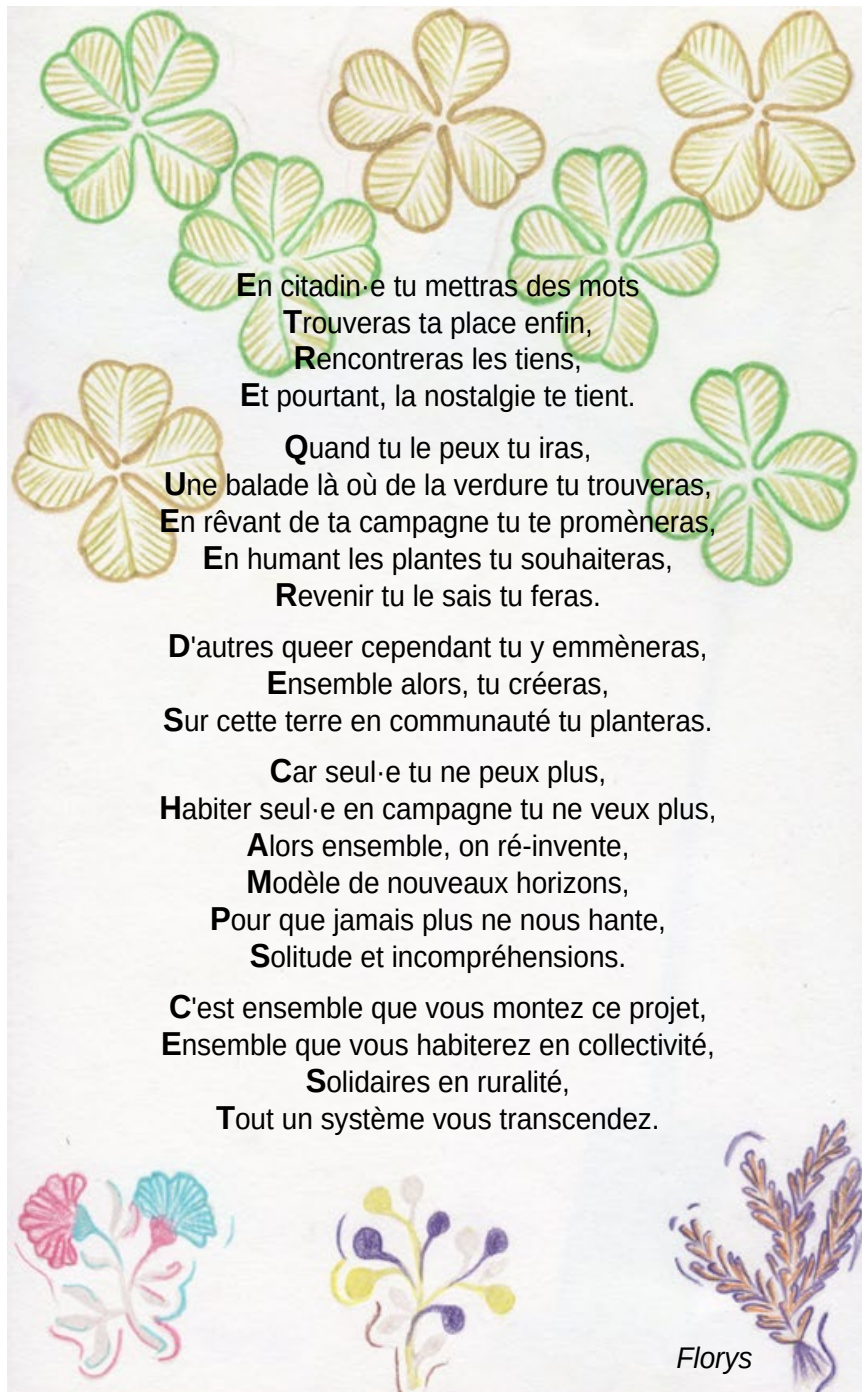 En citadin·e tu mettras des mots
Trouveras ta place enfin,
Rencontreras les tiens,
Et pourtant, la nostalgie te tient.
Quand tu le peux tu iras,
Une balade là où de la verdure tu trouveras,
En rêvant de ta campagne tu te promèneras,
En humant les plantes tu souhaiteras,
Revenir tu le sais tu feras.
D'autres queer cependant tu y emmèneras,
Ensemble alors, tu créeras,
Sur cette terre en communauté tu planteras.
Car seul·e tu ne peux plus,
Habiter seul·e en campagne tu ne veux plus,
Alors ensemble, on ré-invente,
Modèle de nouveaux horizons,
Pour que jamais plus ne nous hante,
Solitude et incompréhensions.
C'est ensemble que vous montez ce projet,
Ensemble que vous habiterez en collectivité,
Solidaires en ruralité,
Tout un système vous transcendez.
Florys